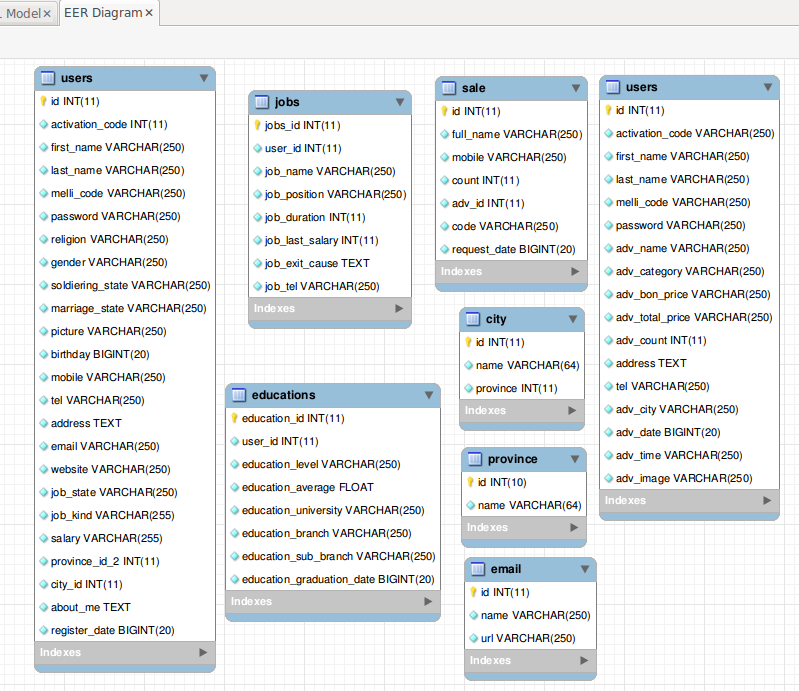 . Model×
EER Diagram×
users
id INT(11)
activation_code INT(11)
first_name VARCHAR(250)
last_name VARCHAR(250)
melli_code VARCHAR(250)
password VARCHAR(250)
religion VARCHAR(250)
gender VARCHAR(250)
soldiering_state VARCHAR(250)
marriage_state VARCHAR(250)
picture VARCHAR(250)
birthday BIGINT(20)
mobile VARCHAR(250)
tel VARCHAR(250)
address TEXT
email VARCHAR(250)
website VARCHAR(250)
job_state VARCHAR(250)
job_kind VARCHAR(255)
salary VARCHAR(255)
province_id_2 INT(11)
city_id INT(11)
about_me TEXT
register_date BIGINT(20)
Indexes
jobs
jobs_id INT(11)
user_id INT(11)
job_name VARCHAR(250)
job_position VARCHAR(250)
job_duration INT(11)
job_last_salary INT(11)
job_exit_cause TEXT
job_tel VARCHAR(250)
Indexes
educations
education_id INT(11)
user_id INT(11)
education_level VARCHAR(250)
education_average FLOAT
education_university VARCHAR(250)
education_branch VARCHAR(250)
education_sub_branch VARCHAR(250)
education_graduation_date BIGINT(20)
Indexes
sale
id INT(11)
full_name VARCHAR(250)
mobile VARCHAR(250)
count INT(11)
adv_id INT(11)
code VARCHAR(250)
request_date BIGINT(20)
Indexes
city
id INT(11)
name VARCHAR(64)
province INT(11)
Indexes
province
id INT(10)
name VARCHAR(64)
Indexes
email
id INT(11)
name VARCHAR(250)
url VARCHAR(250)
Indexes
users
id INT(11)
activation_code VARCHAR(250)
first_name VARCHAR(250)
last_name VARCHAR(250)
melli_code VARCHAR(250)
password VARCHAR(250)
adv_name VARCHAR(250)
adv_category VARCHAR(250)
adv_bon_price VARCHAR(250)
adv_total_price VARCHAR(250)
adv_count INT(11)
address TEXT
tel VARCHAR(250)
adv_city VARCHAR(250)
adv_date BIGINT(20)
adv_time VARCHAR(250)
adv_image VARCHAR(250)
Indexes